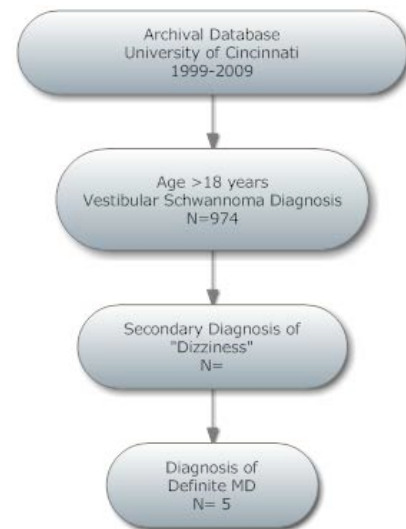 Archival Database
University of Cincinnati
1999-2009
Age >18 years
Vestibular Schwannoma Diagnosis
N=974
Secondary Diagnosis of
"Dizziness"
N=
Diagnosis of
Definite MD
N= 5